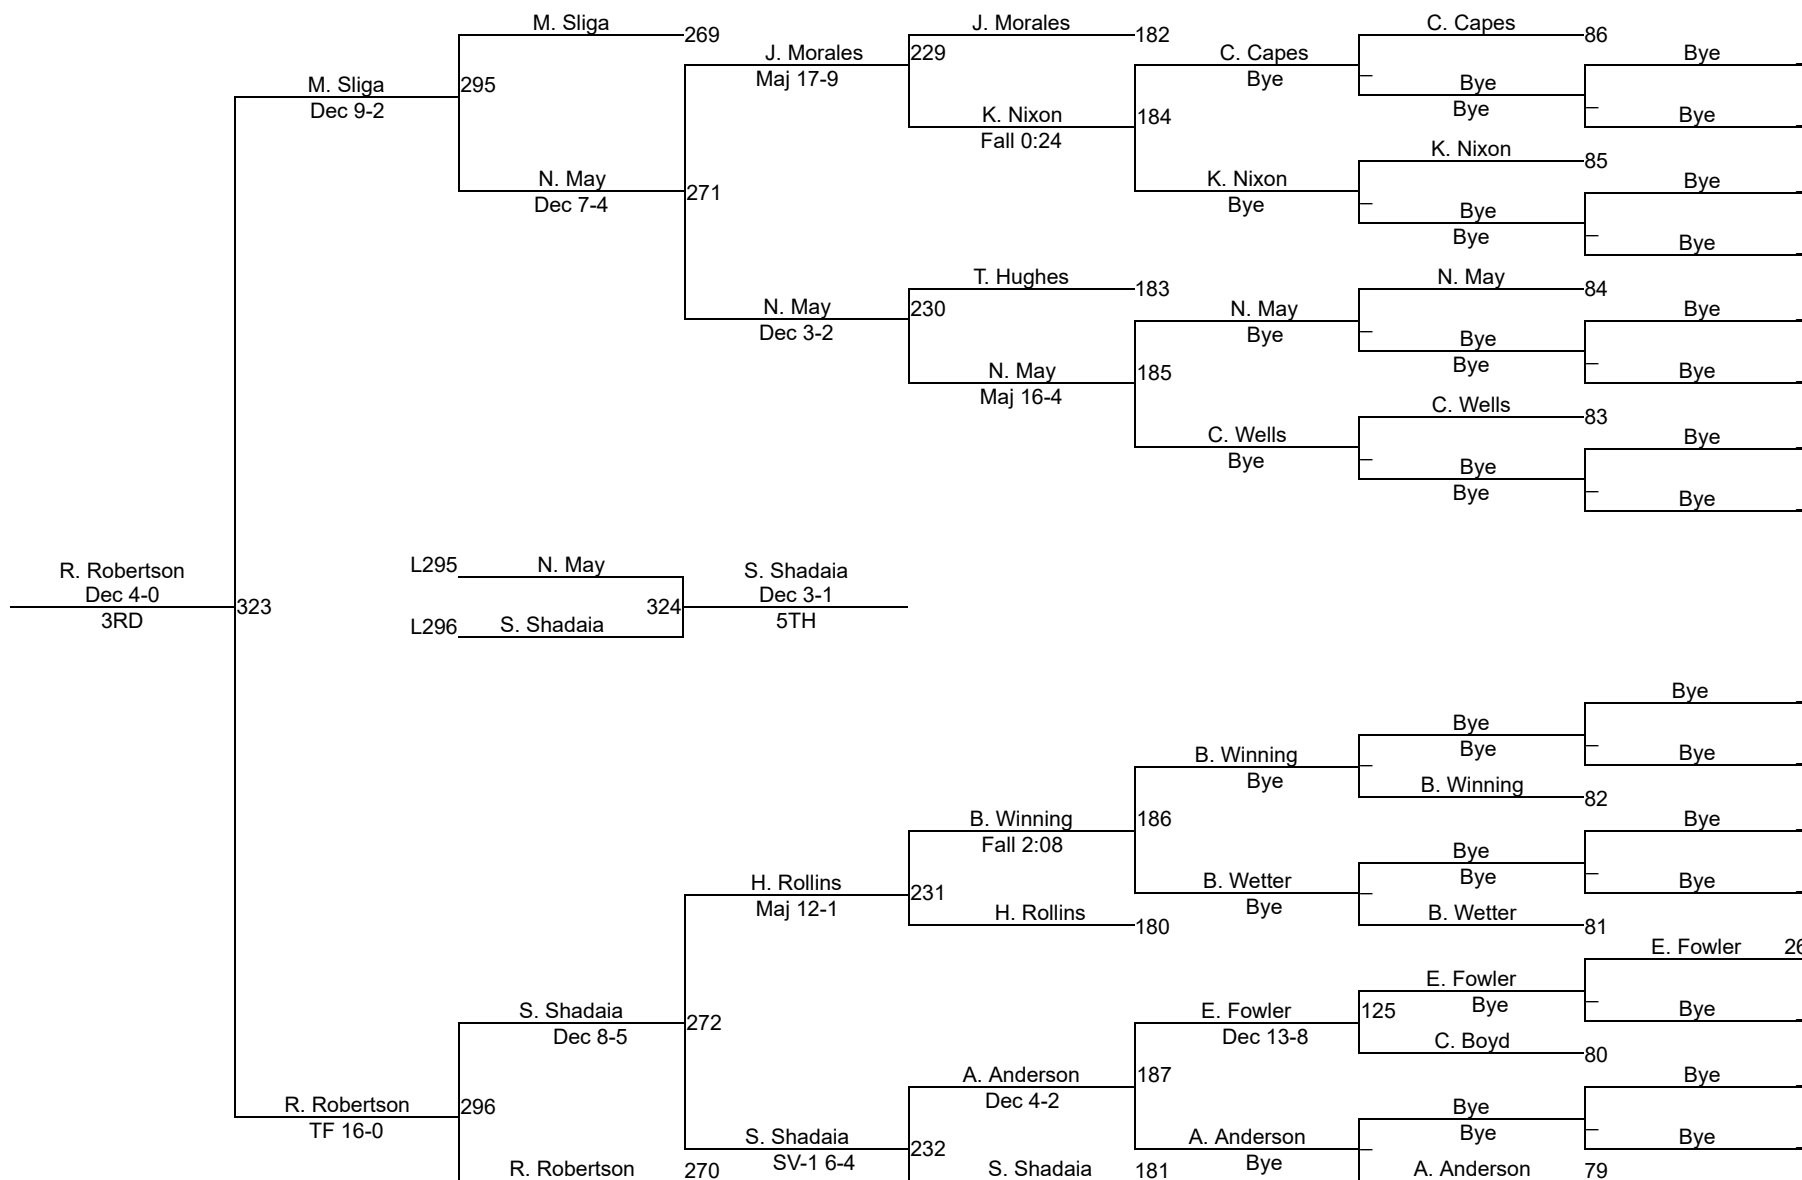 M. Sliga
269
J. Morales
182
C. Capes
86
J. Morales
Maj 17-9
229
C. Capes
Bye
Bye
M. Sliga
Dec 9-2
295
Bye
Bye
Bye
K. Nixon
Fall 0:24
184
K. Nixon
85
N. May
Dec 7-4
271
K. Nixon
Bye
Bye
Bye
Bye
Bye
T. Hughes
183
N. May
84
N. May
Dec 3-2
230
N. May
Bye
Bye
Bye
Bye
Bye
N. May
Maj 16-4
185
C. Wells
83
C. Wells
Bye
Bye
Bye
Bye
Bye
R. Robertson
Dec 4-0
3RD
323
L295
N. May
S. Shadaia
Dec 3-1
5TH
324
L296
S. Shadaia
Bye
Bye
Bye
Bye
B. Winning
Bye
B. Winning
82
B. Winning
Fall 2:08
186
Bye
Bye
Bye
Bye
H. Rollins
Maj 12-1
231
B. Wetter
Bye
H. Rollins
180
B. Wetter
81
E. Fowler
26
S. Shadaia
Dec 8-5
272
E. Fowler
Dec 13-8
125
E. Fowler
Bye
Bye
C. Boyd
80
A. Anderson
Dec 4-2
187
Bye
R. Robertson
TF 16-0
296
Bye
Bye
Bye
S. Shadaia
SV-1 6-4
232
A. Anderson
Bye
R. Robertson
270
S. Shadaia
181
A. Anderson
79